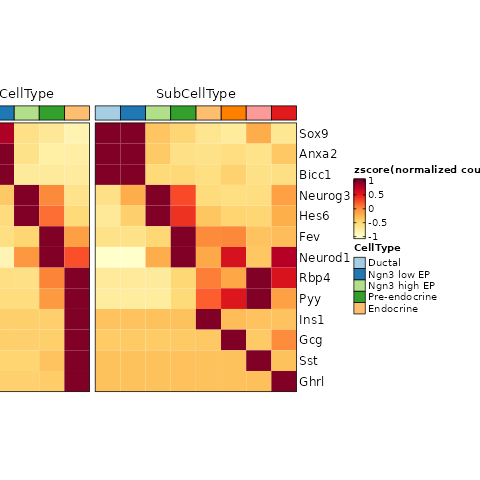 CellType
SubCellType
Sox9
Anxa2
Bicc1
Neurog3
Hes6
Fev
Neurod1
Rbp4
Pyy
Ins1
Gcg
Sst
Ghrl
zscore(normalized cou
1
0.5
0
-0.5
-1
CellType
Ductal
Ngn3 low EP
Ngn3 high EP
Pre-endocrine
Endocrine